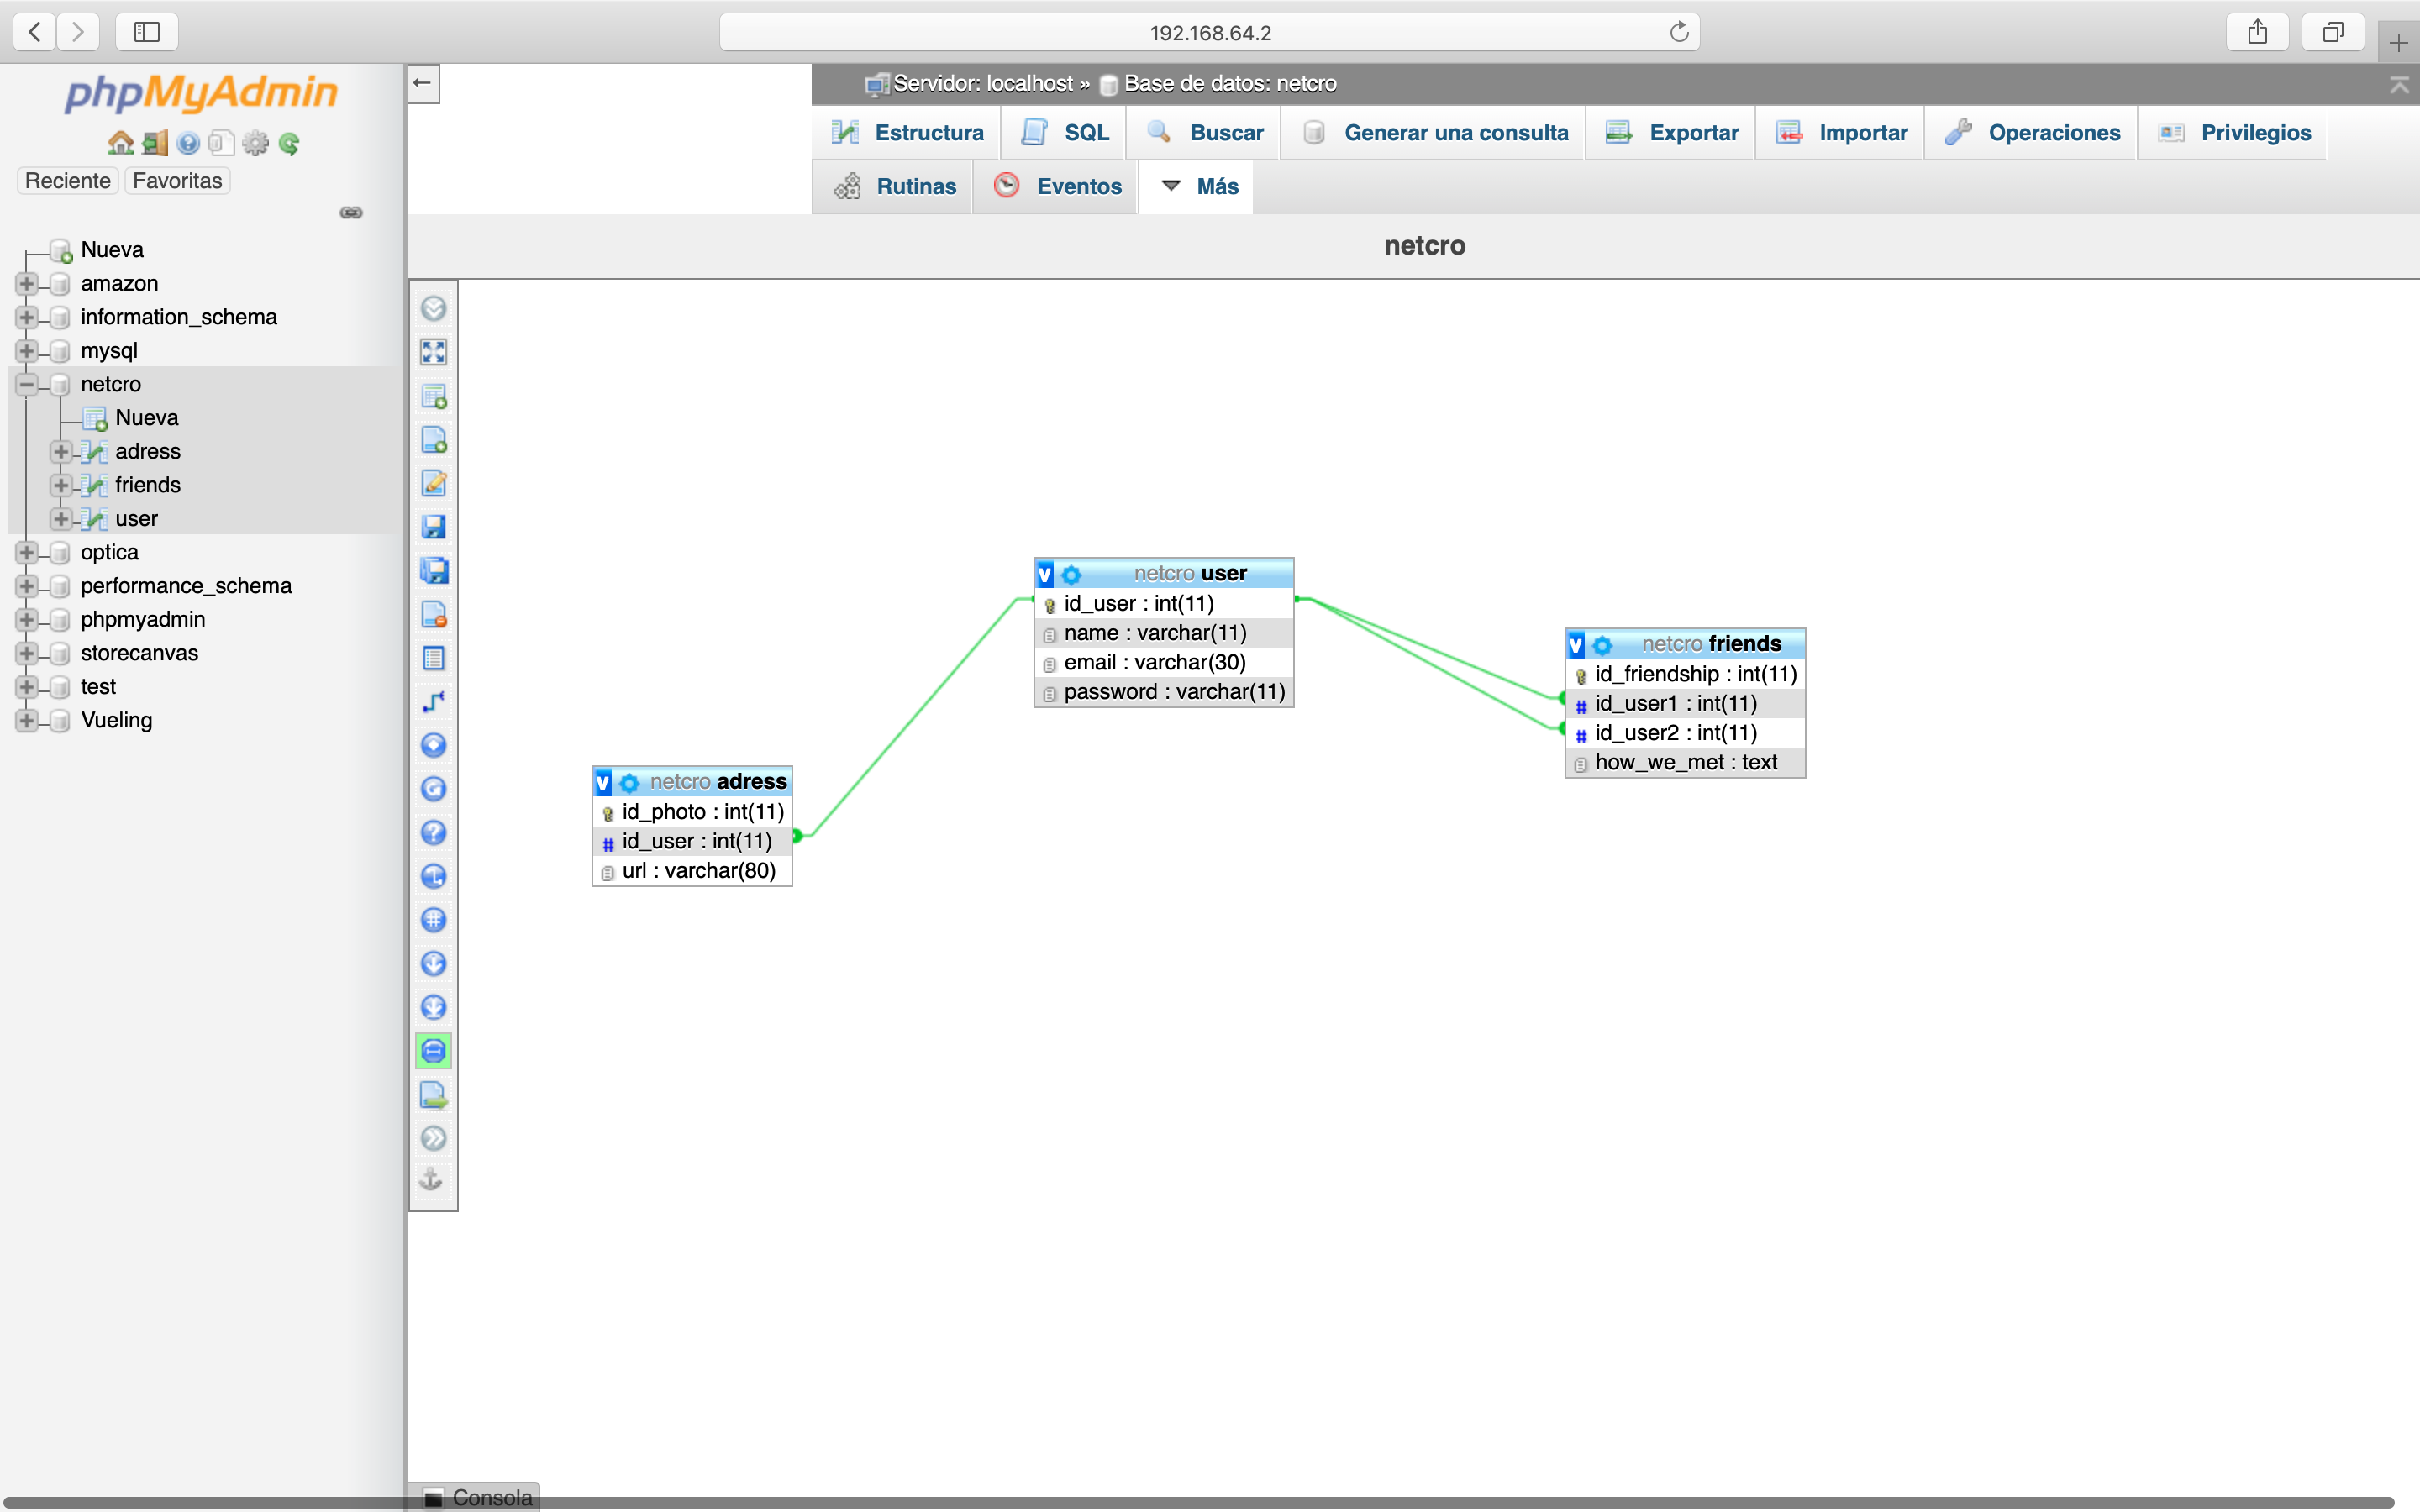 192.168.64.2
phpMyAdmin
Reciente Favoritas
Nueva
amazon
information_schema
mysql
netcro
Nueva
adress
friends
user
optica
performance_schema
phpmyadmin
storecanvas
test
Vueling
Servidor: localhost » Base de datos: netcro
Estructura SQL Buscar Generar una consulta Exportar Importar Operaciones Privilegios
Rutinas Eventos Más
netcro
netcro user
id_user : int(11)
name : varchar(11)
email : varchar(30)
password : varchar(11)
netcro friends
id_friendship : int(11)
id_user1 : int(11)
id_user2 : int(11)
how_we_met : text
netcro adress
id_photo : int(11)
id_user : int(11)
url : varchar(80)
Consola